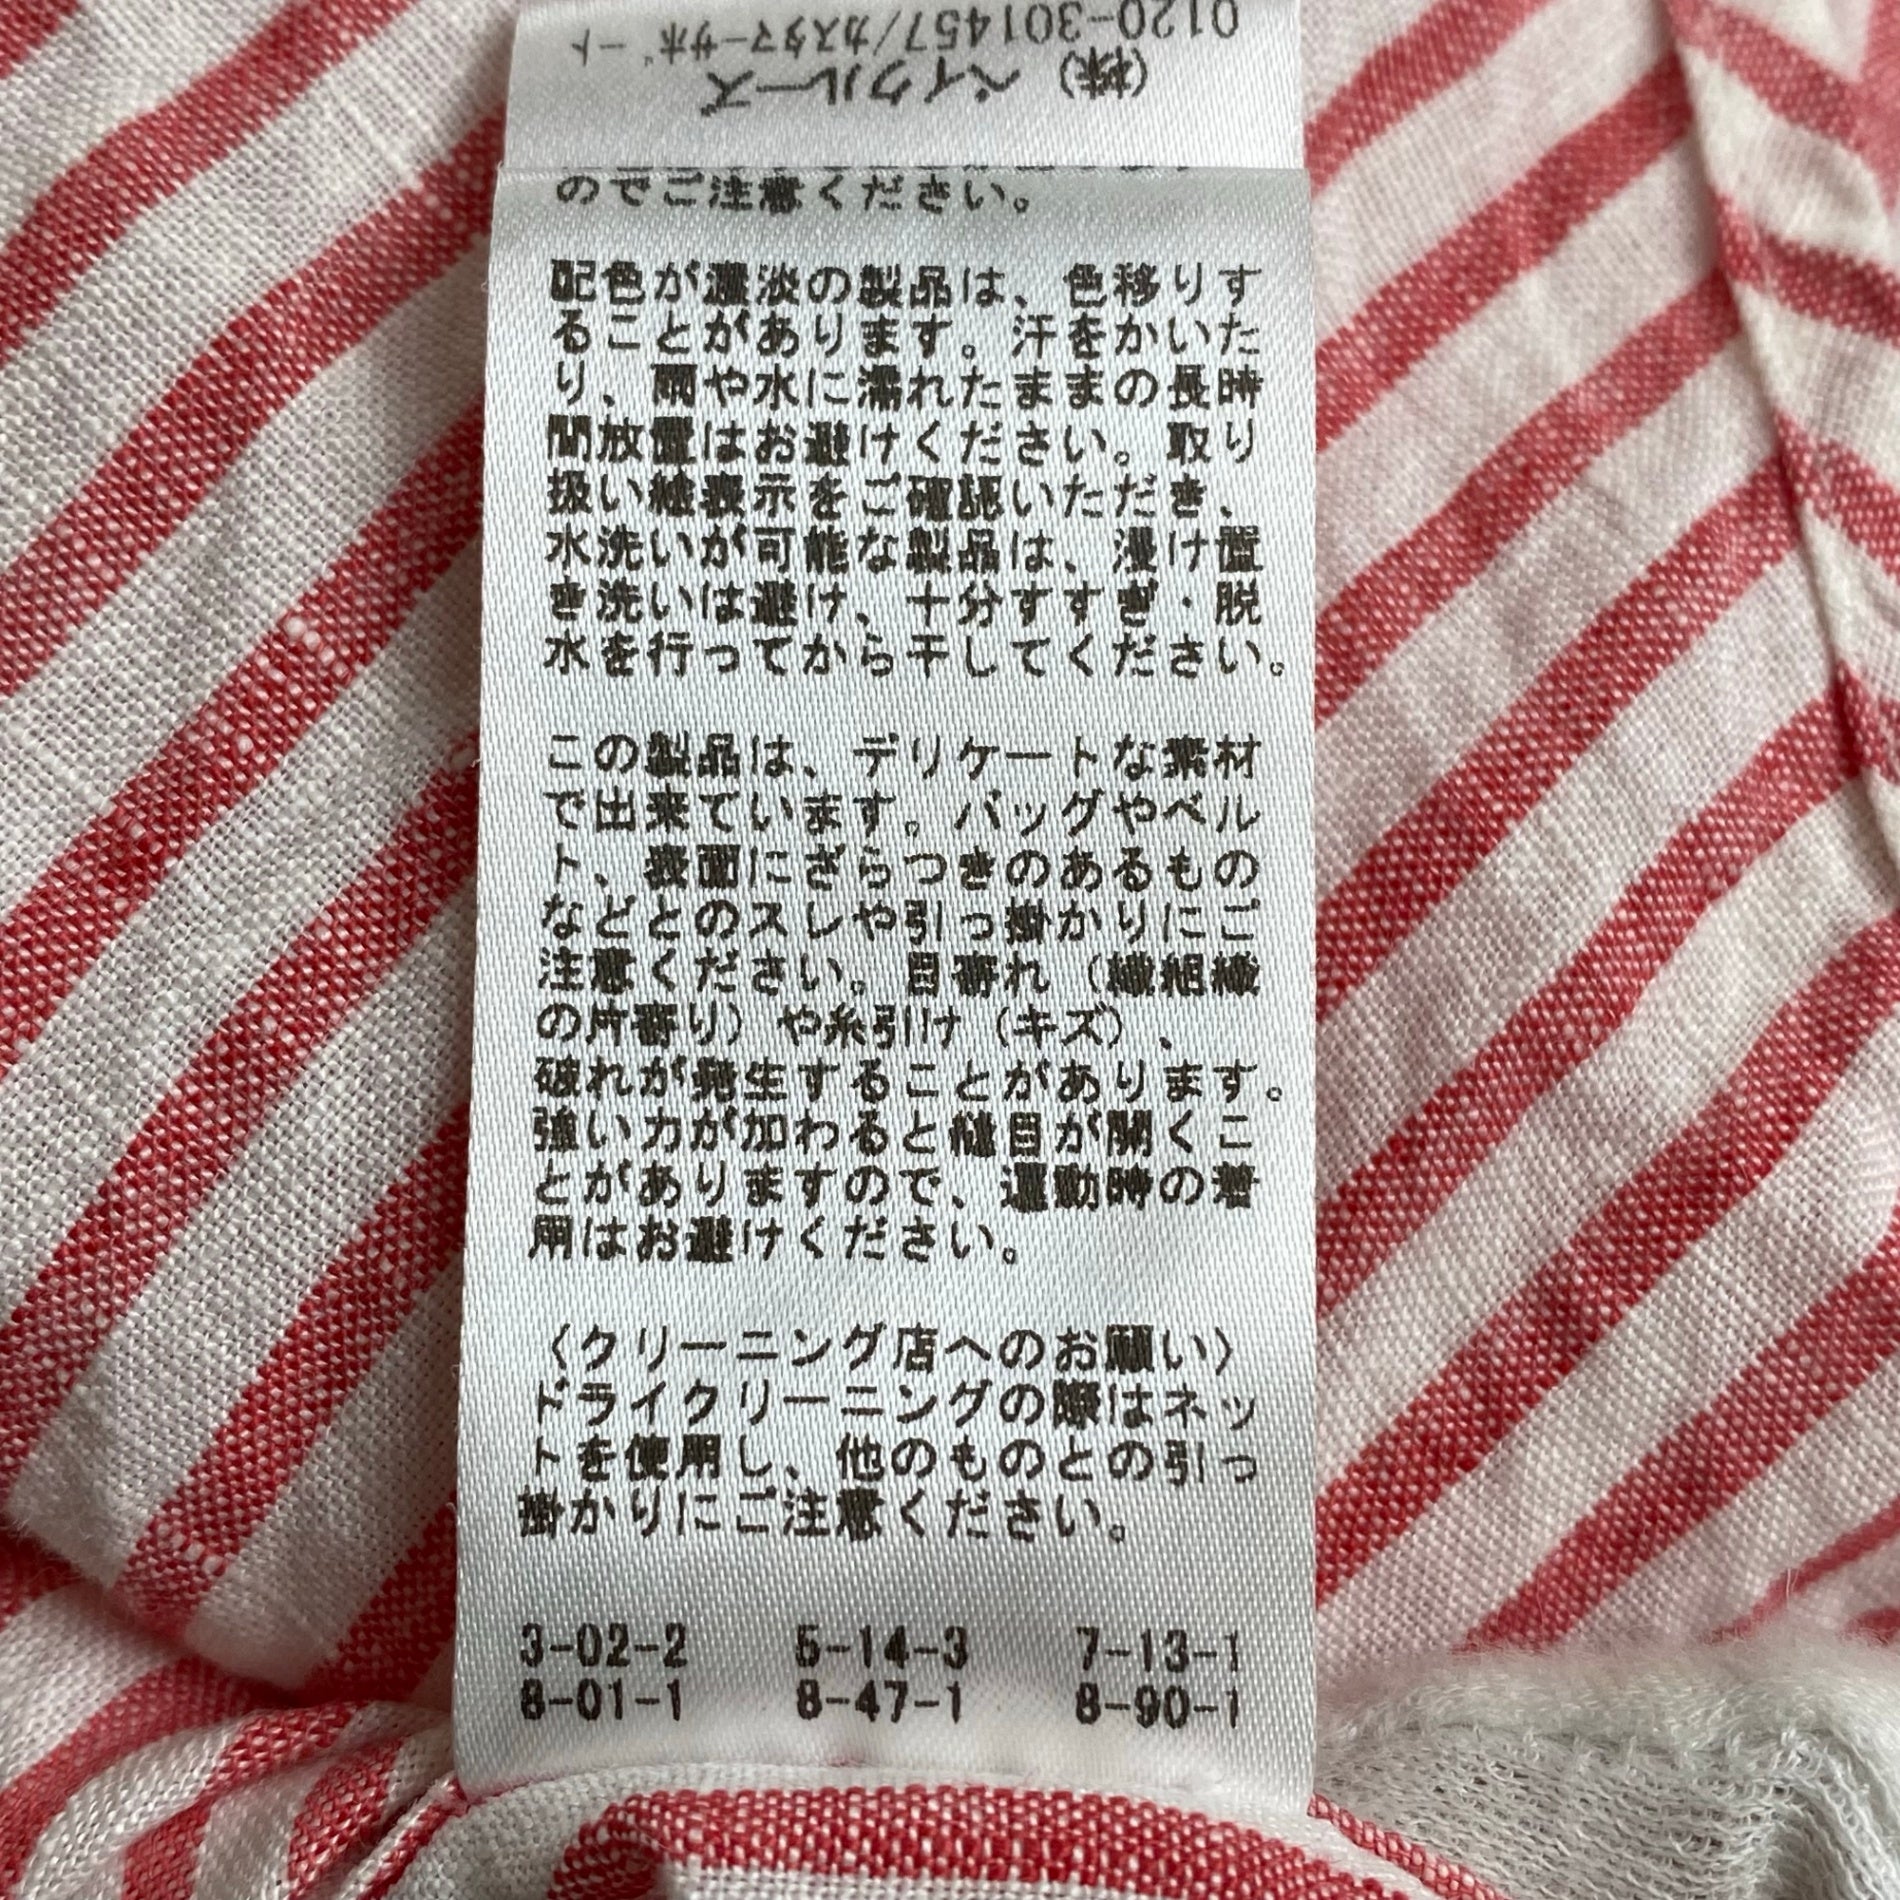 0120-301457/カスタマーサポート
（株）ベイクルーズ
のでご注意ください。
配色が濃淡の製品は、色移りす
ることがあります。汗をかいた
り、雨や水に濡れたままの長時
間放置はお避けください。取り
扱い絵表示をご確認いただき、
水洗いが可能な製品は、浸け置
き洗いは避け、十分すすぎ・脱
水を行ってから干してください。
この製品は、デリケートな素材
で出来ています。バッグやベル
ト、表面にざらつきのあるもの
などとのスレや引っ掛かりにご
注意ください。目寄れ（繊組織
の片寄り）や糸引け（キズ）、
破れが発生することがあります。
強い力が加わると縫目が開くこ
とがありますので、運動時の着
用はお避けください。
〈クリーニング店へのお願い〉
ドライクリーニングの際はネッ
トを使用し、他のものとの引っ
掛かりにご注意ください。
3-02-2 5-14-3 7-13-1
8-01-1 8-47-1 8-90-1